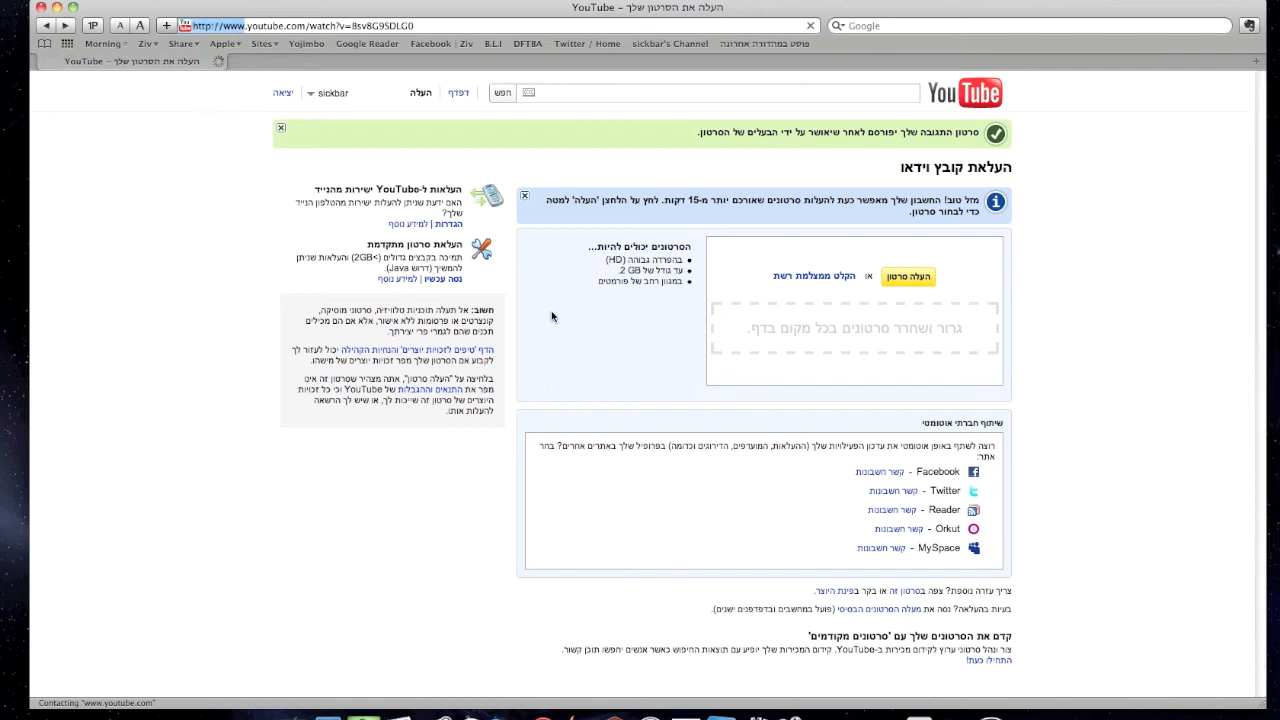 YouTube - העלה את הסרטון שלך
http://www.youtube.com/watch?v=Bsv8G9SDLG0
Google
Morning Ziv Share Apple Sites Yojimbo Google Reader Facebook | Ziv B.L.I DFT8A Twitter / Home sickbar's Channel פוסט במהדורה אחרונה
YouTube - העלה את הסרטון שלך
YouTube
חפש
דפדף
העלה
sickbar
יציאה
סרטון התגובה שלך יפורסם לאחר שיאושר על ידי הבעלים של הסרטון.
העלאת קובץ וידאו
מזל טוב! החשבון שלך מאפשר כעת להעלות סרטונים שאורכם יותר מ-15 דקות. לחץ על הלחצן 'העלה' למטה
כדי לבחור סרטון.
העלה סרטון או הקלט ממצלמת רשת
גרור ושחרר סרטונים בכל מקום בדף.
הסרטונים יכולים להיות...
בהפרדה גבוהה (HD)
עד גודל של 2 GB.
במגוון רחב של פורמטים
העלאות ל-YouTube ישירות מהנייד
האם ידעת שניתן להעלות ישירות מהטלפון הנייד
שלך?
הגדרות | למידע נוסף
העלאת סרטון מתקדמת
תמיכה בקבצים גדולים (>2GB) והעלאות שניתן
להמשיך (דרוש Java).
נסה עכשיו | למידע נוסף
חשוב: אל תעלה תוכניות טלוויזיה, סרטוני מוסיקה,
קונצרטים או פרסומות ללא אישור, אלא אם הם מכילים
תכנים שהם לגמרי פרי יצירתך.
הדף 'טיפים לזכויות יוצרים' והנחיות הקהילה יכול לעזור לך
לקבוע אם הסרטון שלך מפר זכויות יוצרים של מישהו.
בלחיצה על "העלה סרטון", אתה מצהיר שסרטון זה אינו
מפר את התנאים וההגבלות של YouTube וכי כל זכויות
היוצרים של סרטון זה שייכות לך, או שיש לך הרשאה
להעלות אותו.
שיתוף חברתי אוטומטי
רוצה לשתף באופן אוטומטי את עדכון הפעילויות שלך (ההעלאות, המועדפים, הדירוגים וכדומה) בפרופיל שלך באתרים אחרים? בחר
אתר:
Facebook - קשר חשבונות
Twitter - קשר חשבונות
Reader - קשר חשבונות
Orkut - קשר חשבונות
MySpace - קשר חשבונות
צריך עזרה נוספת? צפה בסרטון זה או בקר בפינת היוצר.
בעיות בהעלאה? נסה את מעלה הסרטונים הבסיסי (פועל במחשבים ובדפדפנים ישנים).
קדם את הסרטונים שלך עם 'סרטונים מקודמים'
צור ונהל סרטוני ערוץ לקידום מכירות ב-YouTube. קידום המכירות שלך יופיע עם תוצאות החיפוש כאשר אנשים יחפשו תוכן קשור.
התחילו כעת!
Contacting "www.youtube.com"